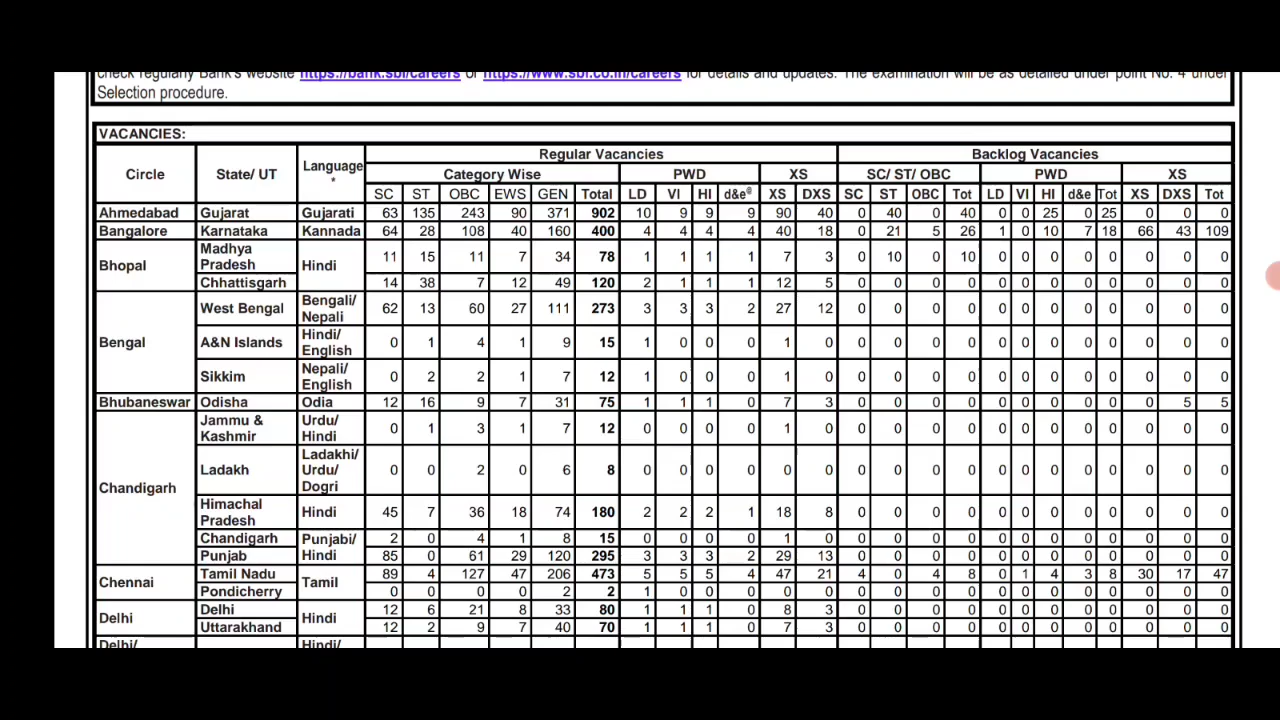 check regularly Bank's website https://bank.sbi/careers or https://www.sbi.co.in/careers for details and updates. The examination will be as detailed under point No. 4 under
Selection procedure.
VACANCIES:
Circle State/ UT Language * Regular Vacancies Backlog Vacancies
Category Wise PWD XS SC/ ST/ OBC PWD XS
SC ST OBC EWS GEN Total LD VI HI d&e@ XS DXS SC ST OBC Tot LD VI HI d&e Tot XS DXS Tot
Ahmedabad Gujarat Gujarati 63 135 243 90 371 902 10 9 9 9 90 40 0 40 0 40 0 0 25 0 25 0 0 0
Bangalore Karnataka Kannada 64 28 108 40 160 400 4 4 4 4 40 18 0 21 5 26 1 0 10 7 18 66 43 109
Bhopal Madhya Pradesh Hindi 11 15 11 7 34 78 1 1 1 1 7 3 0 10 0 10 0 0 0 0 0 0 0 0
Chhattisgarh 14 38 7 12 49 120 2 1 1 1 12 5 0 0 0 0 0 0 0 0 0 0 0 0
Bengal West Bengal Bengali/ Nepali 62 13 60 27 111 273 3 3 3 2 27 12 0 0 0 0 0 0 0 0 0 0 0 0
A&N Islands Hindi/ English 0 1 4 1 9 15 1 0 0 0 1 0 0 0 0 0 0 0 0 0 0 0 0 0
Sikkim Nepali/ English 0 2 2 1 7 12 1 0 0 0 1 0 0 0 0 0 0 0 0 0 0 0 0 0
Bhubaneswar Odisha Odia 12 16 9 7 31 75 1 1 1 0 7 3 0 0 0 0 0 0 0 0 0 0 5 5
Chandigarh Jammu & Kashmir Urdu/ Hindi 0 1 3 1 7 12 0 0 0 0 1 0 0 0 0 0 0 0 0 0 0 0 0 0
Ladakh Ladakhi/ Urdu/ Dogri 0 0 2 0 6 8 0 0 0 0 0 0 0 0 0 0 0 0 0 0 0 0 0 0
Himachal Pradesh Hindi 45 7 36 18 74 180 2 2 2 1 18 8 0 0 0 0 0 0 0 0 0 0 0 0
Chandigarh Punjabi/ Hindi 2 0 4 1 8 15 0 0 0 0 1 0 0 0 0 0 0 0 0 0 0 0 0 0
Punjab 85 0 61 29 120 295 3 3 3 2 29 13 0 0 0 0 0 0 0 0 0 0 0 0
Chennai Tamil Nadu Tamil 89 4 127 47 206 473 5 5 5 4 47 21 4 0 4 8 0 1 4 3 8 30 17 47
Pondicherry 0 0 0 0 2 2 1 0 0 0 0 0 0 0 0 0 0 0 0 0 0 0 0 0
Delhi Delhi Hindi 12 6 21 8 33 80 1 1 1 0 8 3 0 0 0 0 0 0 0 0 0 0 0 0
Uttarakhand 12 2 9 7 40 70 1 1 1 0 7 3 0 0 0 0 0 0 0 0 0 0 0 0
Delhi/ Hindi/